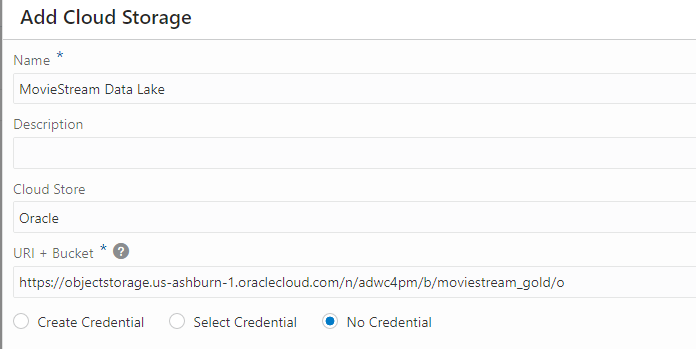 Add Cloud Storage
Name *
MovieStream Data Lake
Description
Cloud Store
Oracle
URI + Bucket * ?
https://objectstorage.us-ashburn-1.oraclecloud.com/n/adwc4pm/b/moviestream_gold/o
Create Credential Select Credential No Credential